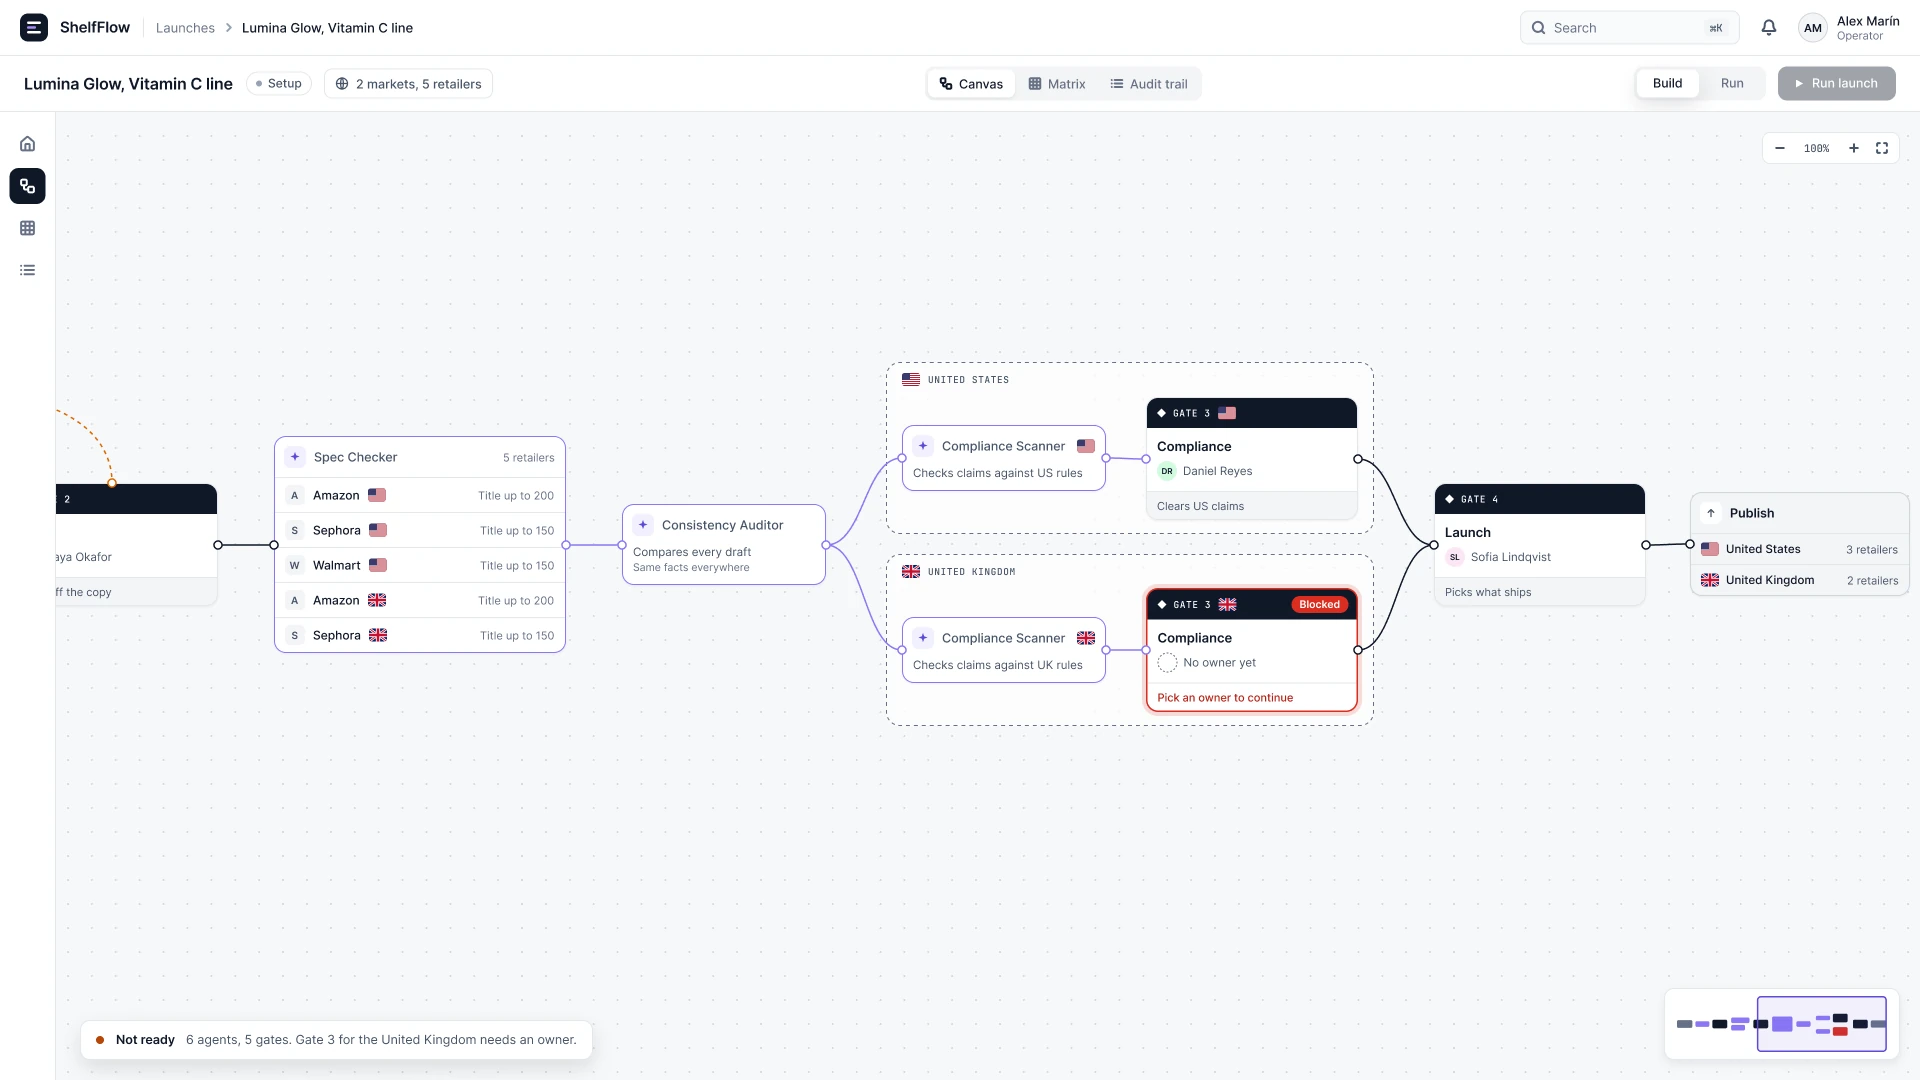 ShelfFlow
Launches
Lumina Glow, Vitamin C line
Search
⌘K
AM
Alex Marín
Operator
Lumina Glow, Vitamin C line
Setup
2 markets, 5 retailers
Canvas
Matrix
Audit trail
Build
Run
Run launch
100%
2
aya Okafor
ff the copy
Spec Checker
5 retailers
A Amazon Title up to 200
S Sephora Title up to 150
W Walmart Title up to 150
A Amazon Title up to 200
S Sephora Title up to 150
Consistency Auditor
Compares every draft
Same facts everywhere
UNITED STATES
Compliance Scanner
Checks claims against US rules
GATE 3
Compliance
DR Daniel Reyes
Clears US claims
UNITED KINGDOM
Compliance Scanner
Checks claims against UK rules
GATE 3 Blocked
Compliance
No owner yet
Pick an owner to continue
GATE 4
Launch
SL Sofia Lindqvist
Picks what ships
Publish
United States 3 retailers
United Kingdom 2 retailers
Not ready 6 agents, 5 gates. Gate 3 for the United Kingdom needs an owner.